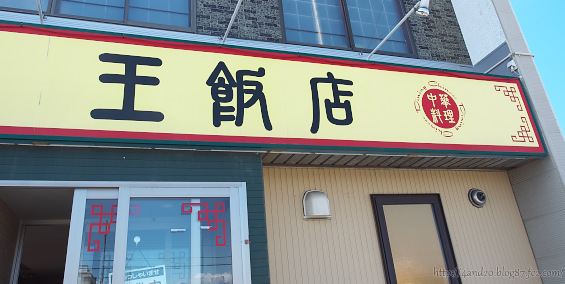 王飯店
中華
料理
いらっしゃいませ
http://4and20.blog87.fc2.com/